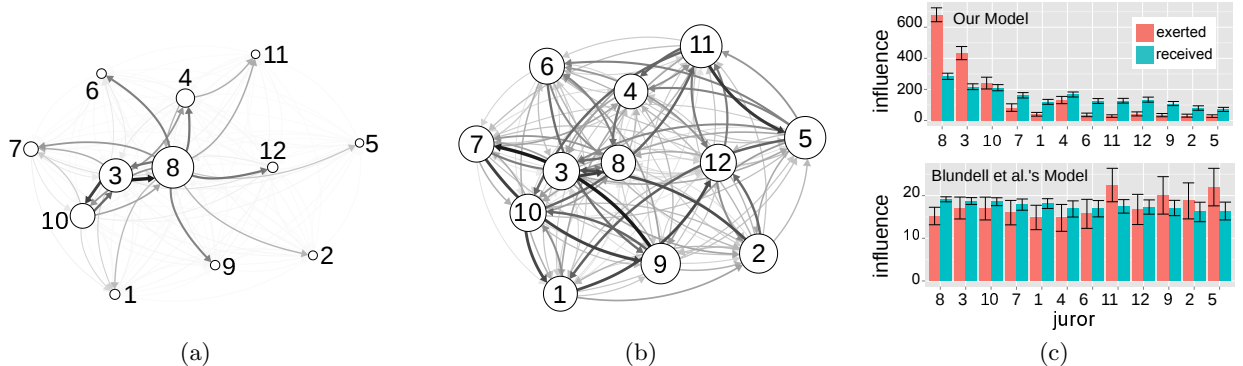 11
4
6
7
12
5
3
8
10
9
2
1
(a)
11
6
4
7
5
3
8
12
10
9
2
1
(b)
Our Model
exerted
received
influence
600
400
200
0
8 3 10 7 1 4 6 11 12 9 2 5
Blundell et al.'s Model
influence
20
10
0
8 3 10 7 1 4 6 11 12 9 2 5
juror
(c)